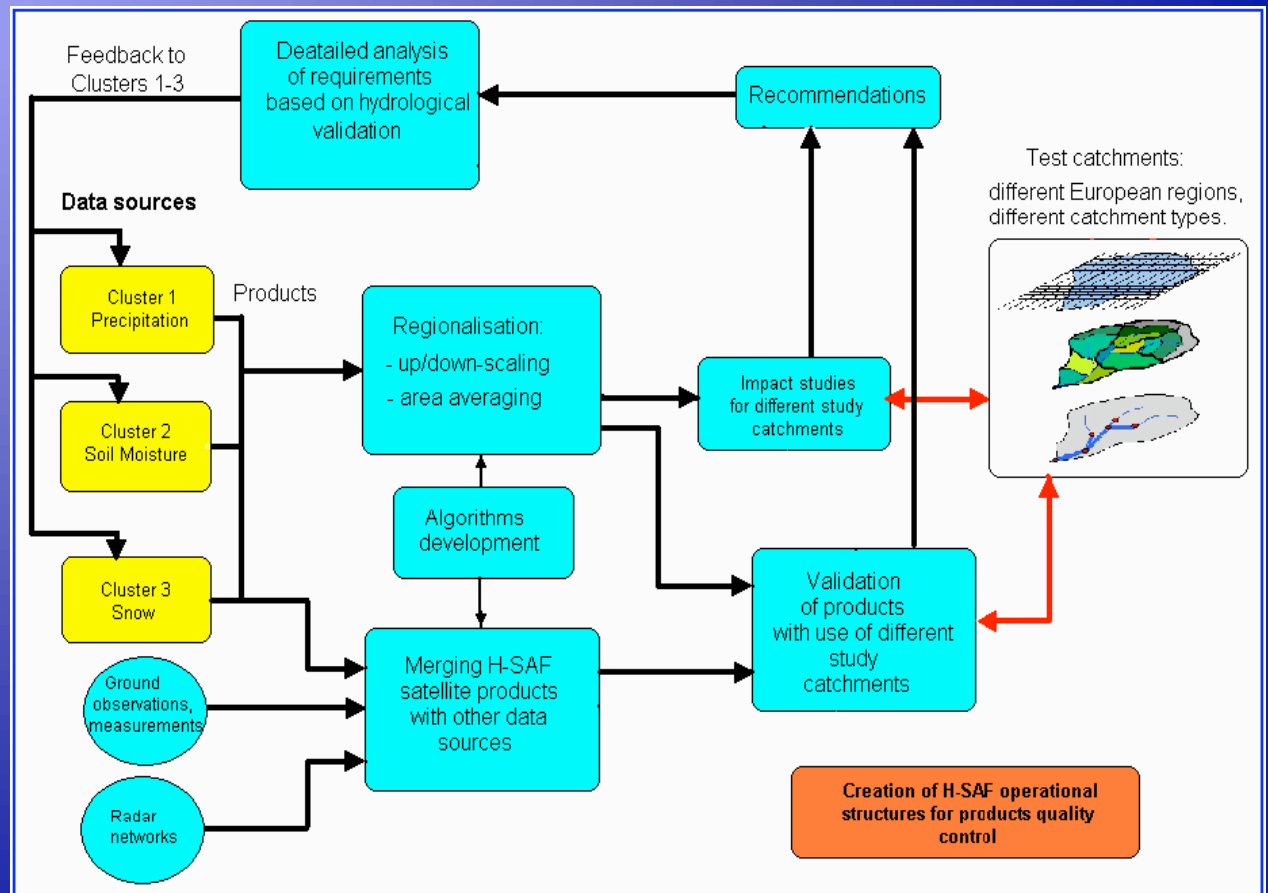 Feedback to
Clusters 1-3
Deatailed analysis
of requirements
based on hydrological
validation
Recommendations
Test catchments:
different European regions,
different catchment types.
Data sources
Cluster 1
Precipitation
Products
Regionalisation:
- up/down-scaling
- area averaging
Impact studies
for different study
catchments
Cluster 2
Soil Moisture
Algorithms
development
Cluster 3
Snow
Validation
of products
with use of different
study
catchments
Merging H-SAF
satellite products
with other data
sources
Ground
observations,
measurements
Radar
networks
Creation of H-SAF operational
structures for products quality
control